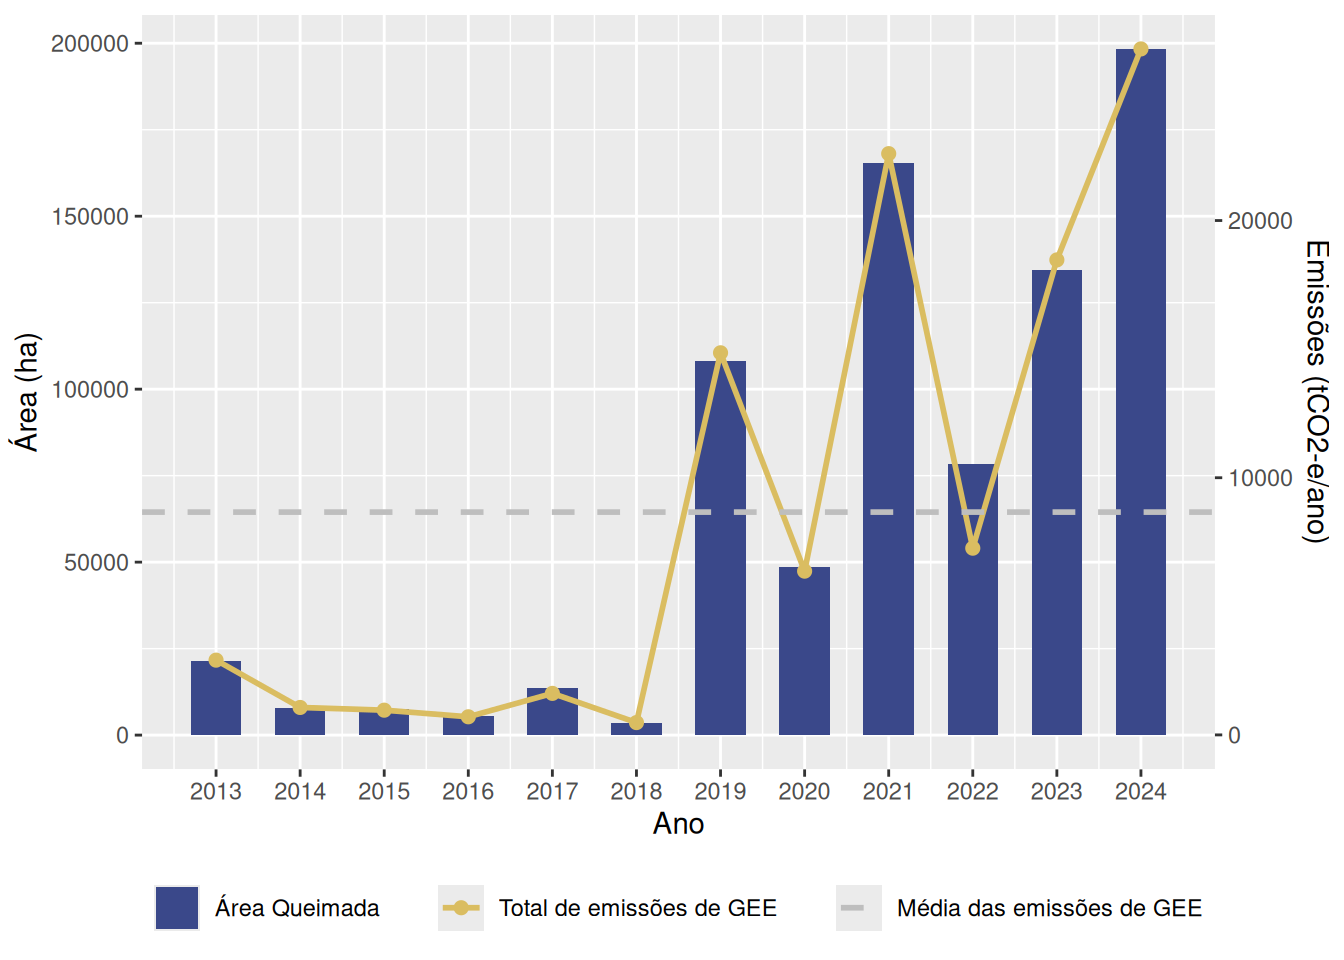 200000
150000
100000
50000
0
Área (ha)
20000
10000
0
Emissões (tCO2-e/ano)
2013 2014 2015 2016 2017 2018 2019 2020 2021 2022 2023 2024
Ano
Área Queimada Total de emissões de GEE Média das emissões de GEE